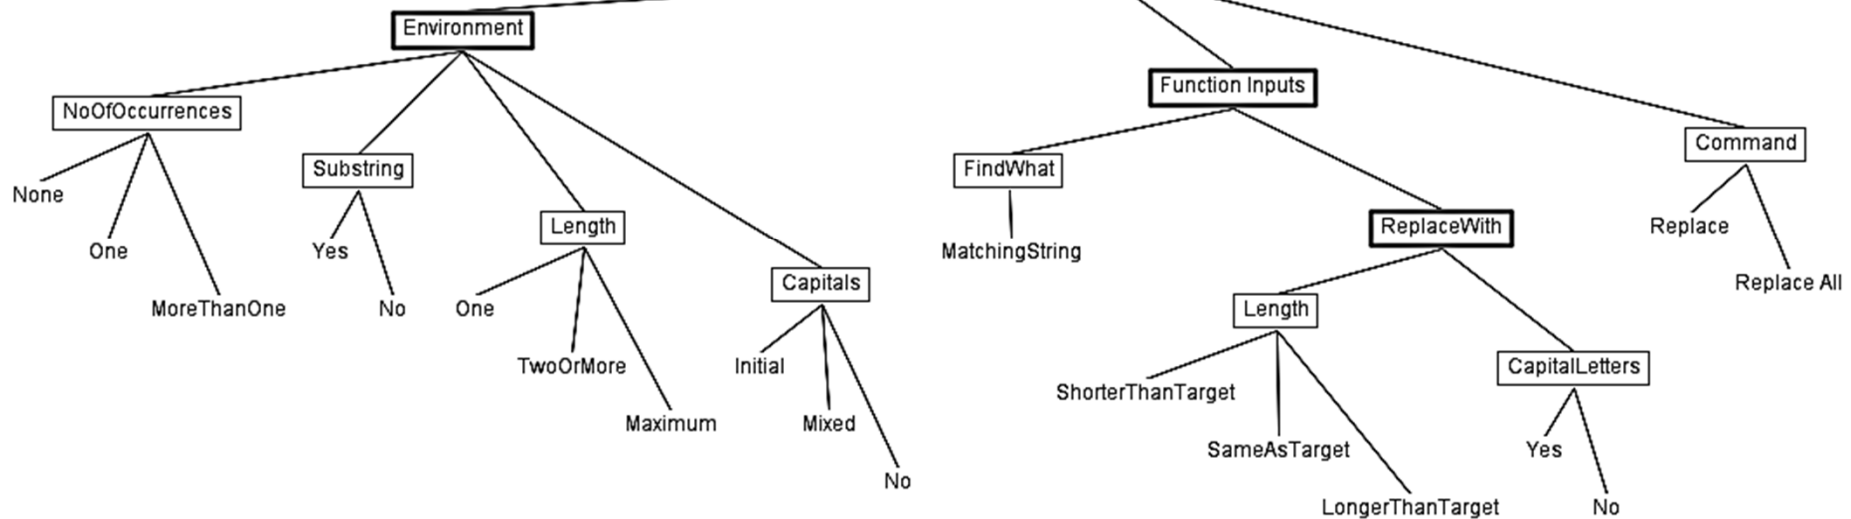 Environment
Function Inputs
NoOfOccurrences
Command
Substring
FindWhat
None
Length
ReplaceWith
Replace
One
Yes
MatchingString
Capitals
Replace All
MoreThanOne
No
One
Length
TwoOrMore
Initial
CapitalLetters
ShorterThanTarget
Maximum
Mixed
SameAsTarget
Yes
No
LongerThanTarget
No